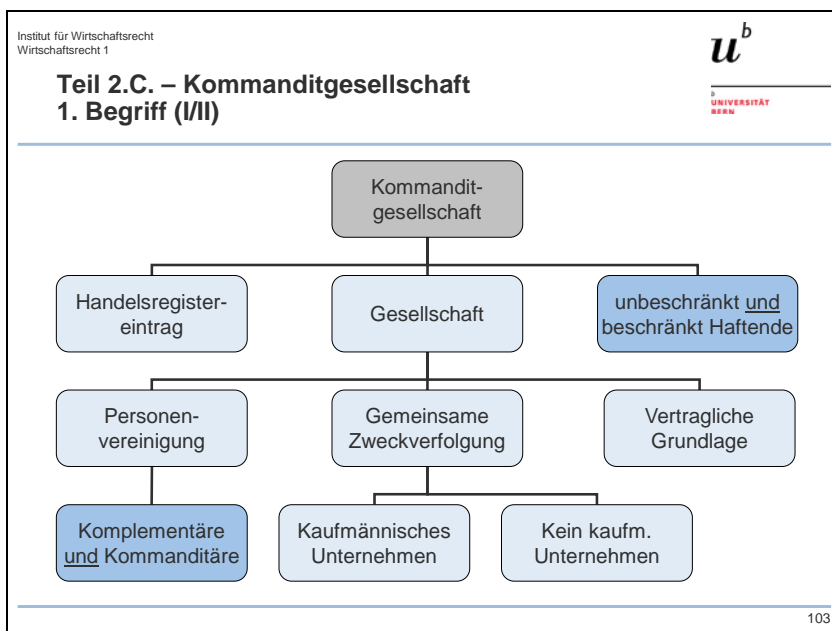 Institut für Wirtschaftsrecht
Wirtschaftsrecht 1
u b
Teil 2.C. – Kommanditgesellschaft
1. Begriff (I/II)
b
UNIVERSITÄT
BERN
Kommandit-
gesellschaft
Handelsregister-
eintrag
Gesellschaft
unbeschränkt und
beschränkt Haftende
Personen-
vereinigung
Gemeinsame
Zweckverfolgung
Vertragliche
Grundlage
Komplementäre
und Kommanditäre
Kaufmännisches
Unternehmen
Kein kaufm.
Unternehmen
103